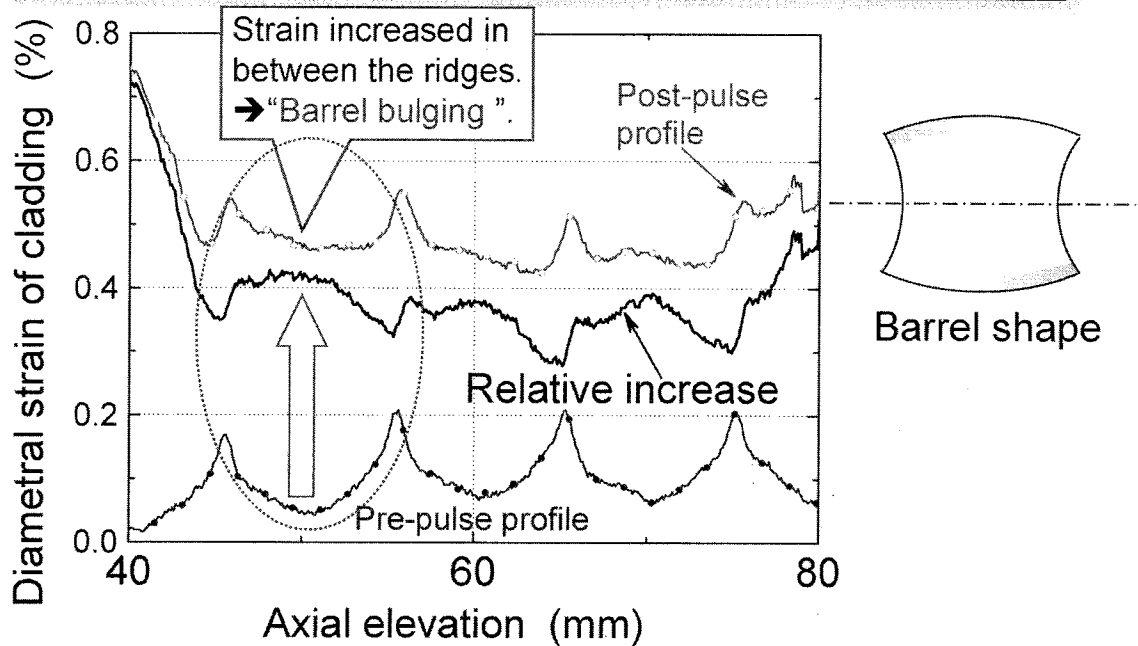 Diametral strain of cladding (%)
0.8
0.6
0.4
0.2
0.0
Strain increased in
between the ridges.
➔“Barrel bulging ”.
Post-pulse
profile
Relative increase
Pre-pulse profile
40
60
80
Axial elevation (mm)
Barrel shape